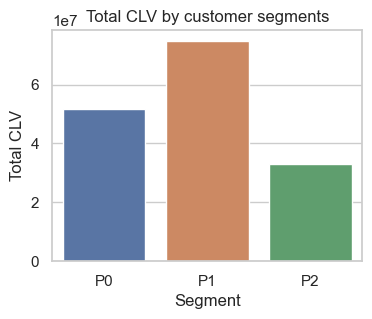 Total CLV by customer segments
1e7
6
4
2
0
Total CLV
P0 P1 P2
Segment